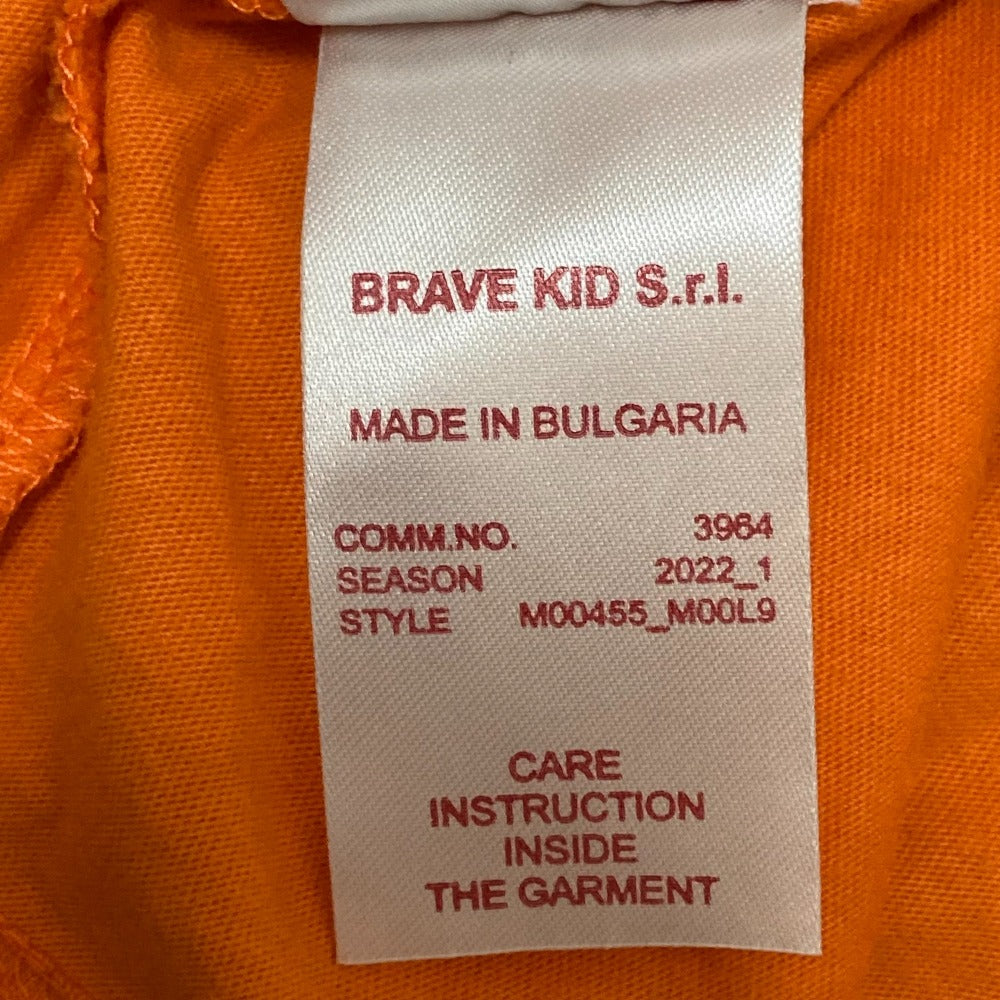 BRAVE KID S.r.l.
MADE IN BULGARIA
COMM.NO. 3964
SEASON 2022_1
STYLE M00455_M00L9
CARE
INSTRUCTION
INSIDE
THE GARMENT